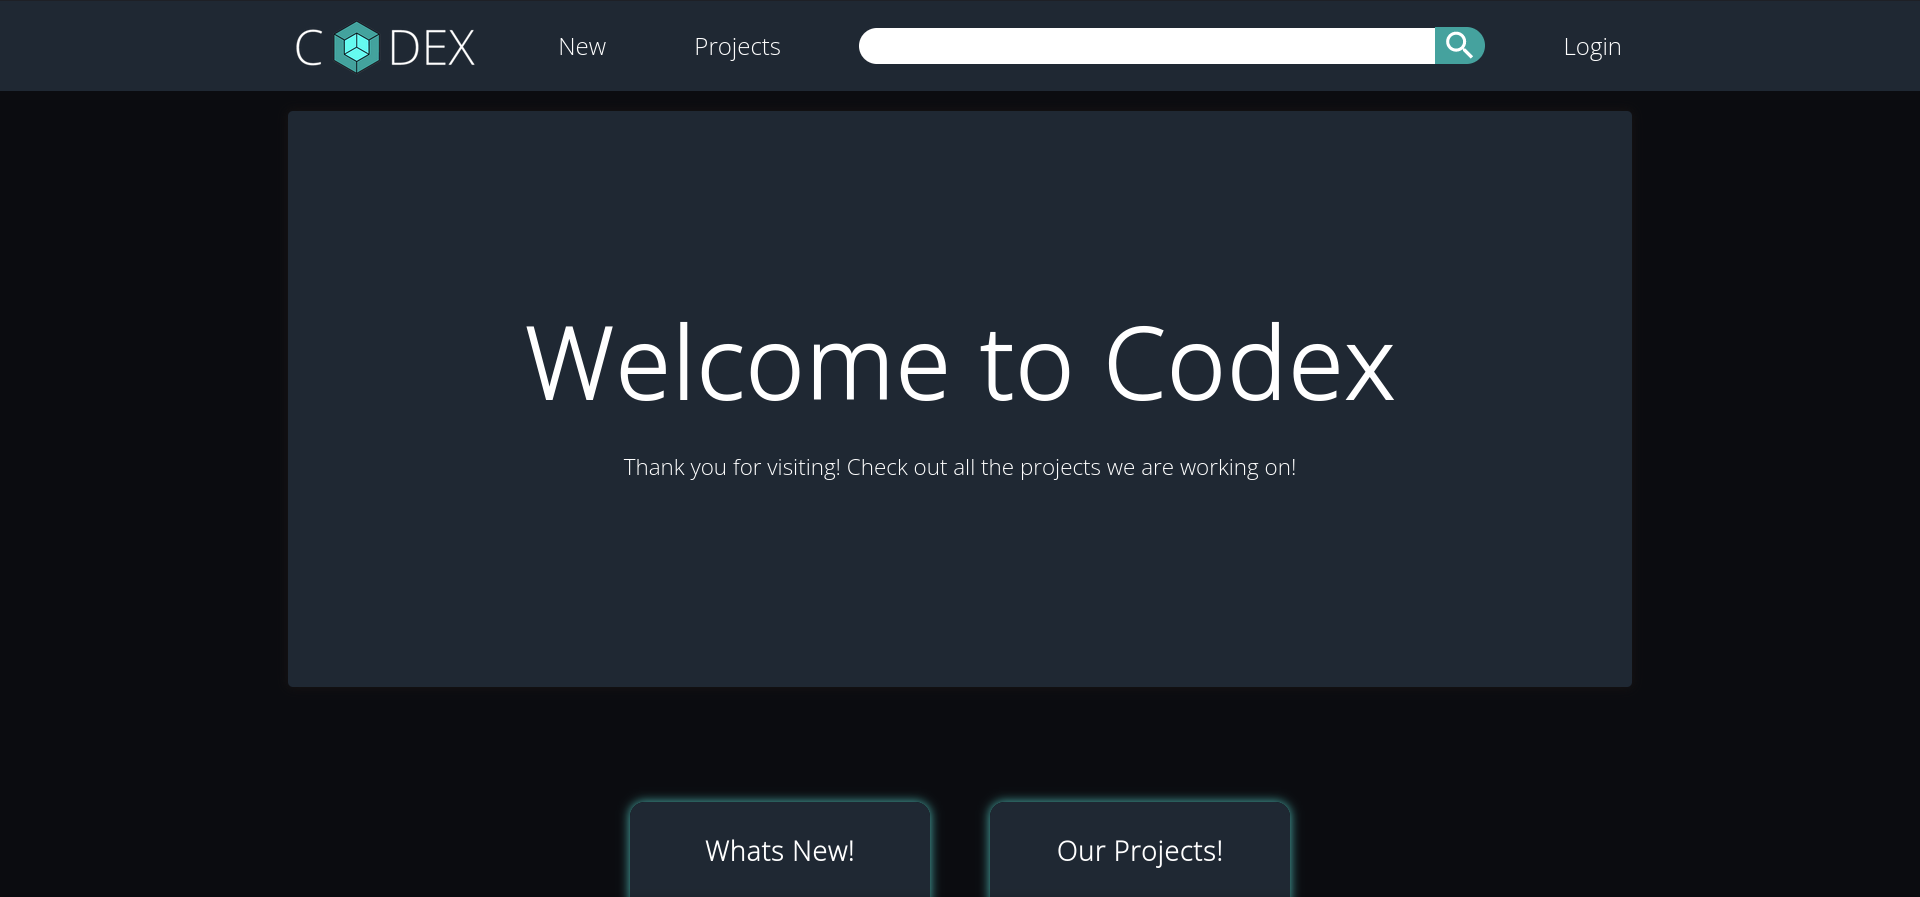 CODEX
New
Projects
Login
Welcome to Codex
Thank you for visiting! Check out all the projects we are working on!
Whats New!
Our Projects!